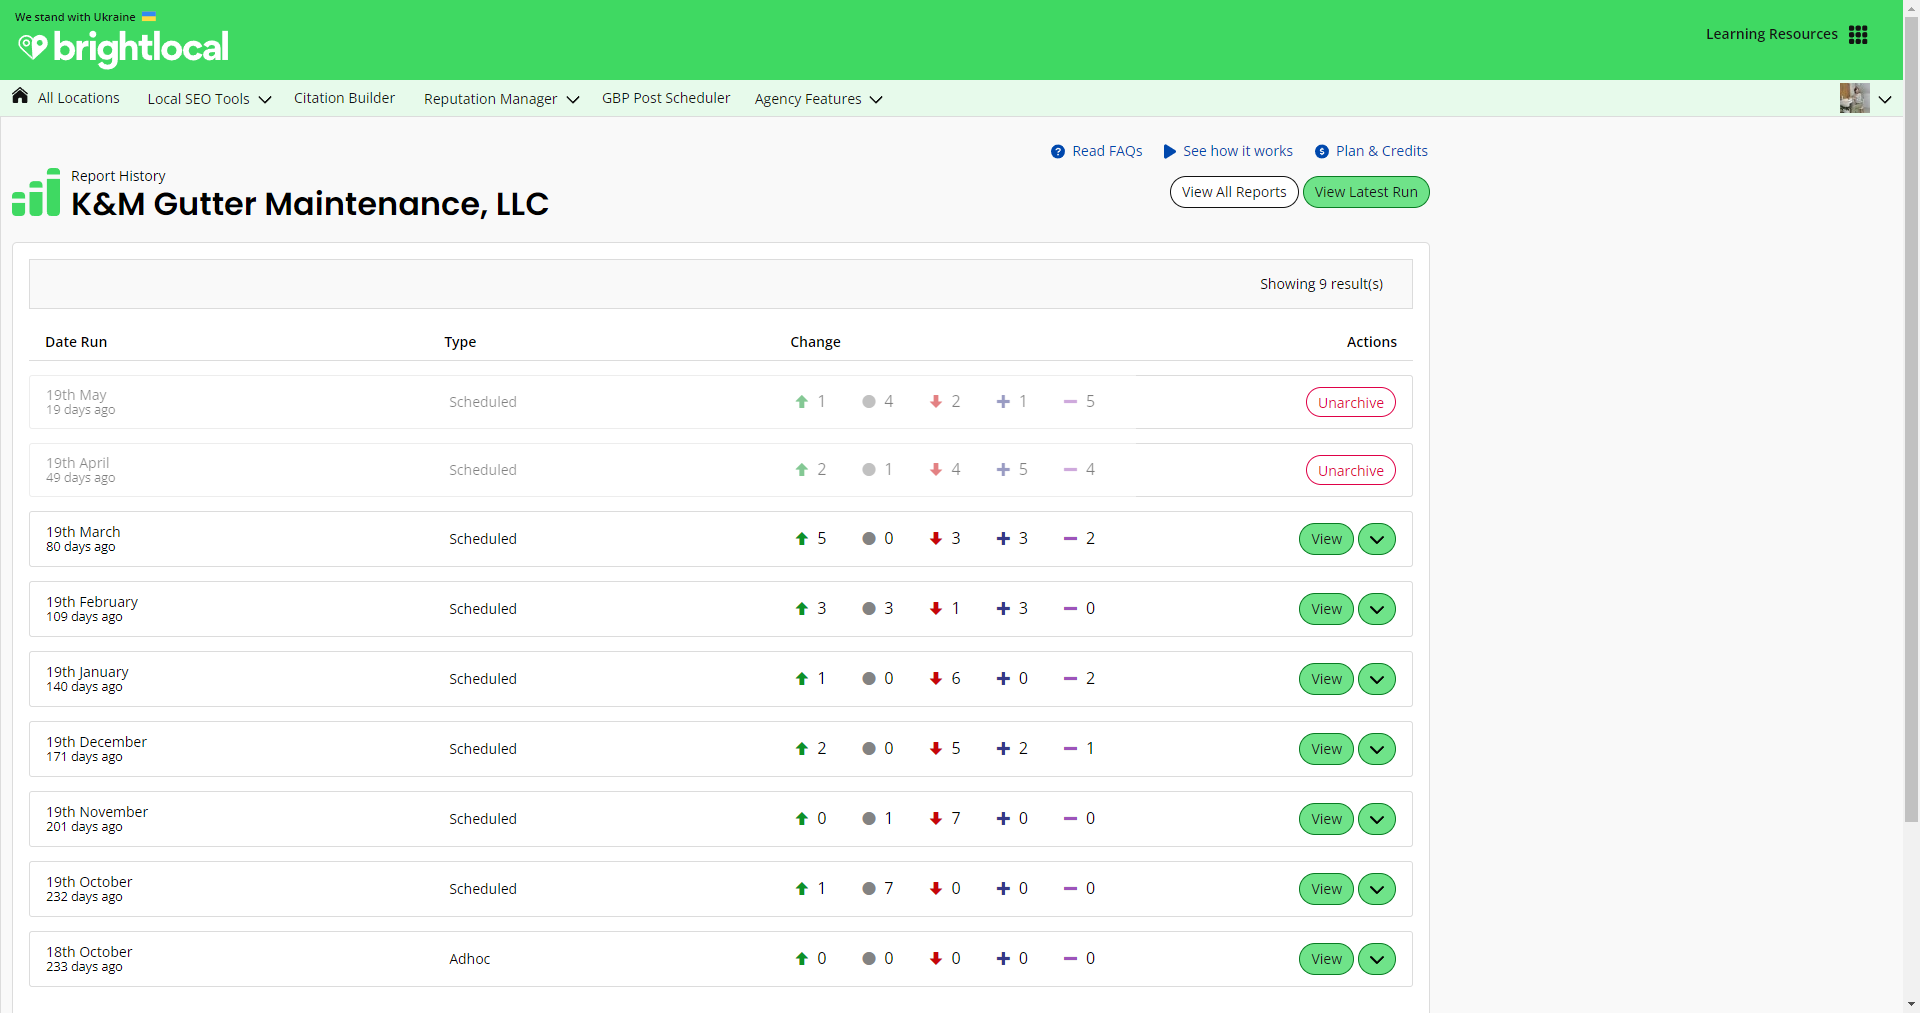 We stand with Ukraine
brightlocal
Learning Resources
All Locations
Local SEO Tools
Citation Builder
Reputation Manager
GBP Post Scheduler
Agency Features
Read FAQs
See how it works
Plan & Credits
Report History
K&M Gutter Maintenance, LLC
View All Reports
View Latest Run
Showing 9 result(s)
Date Run Type Change Actions
19th May
19 days ago
Scheduled 1 4 2 1 5 Unarchive
19th April
49 days ago
Scheduled 2 1 4 5 4 Unarchive
19th March
80 days ago
Scheduled 5 0 3 3 2 View
19th February
109 days ago
Scheduled 3 3 1 3 0 View
19th January
140 days ago
Scheduled 1 0 6 0 2 View
19th December
171 days ago
Scheduled 2 0 5 2 1 View
19th November
201 days ago
Scheduled 0 1 7 0 0 View
19th October
232 days ago
Scheduled 1 7 0 0 0 View
18th October
233 days ago
Adhoc 0 0 0 0 0 View